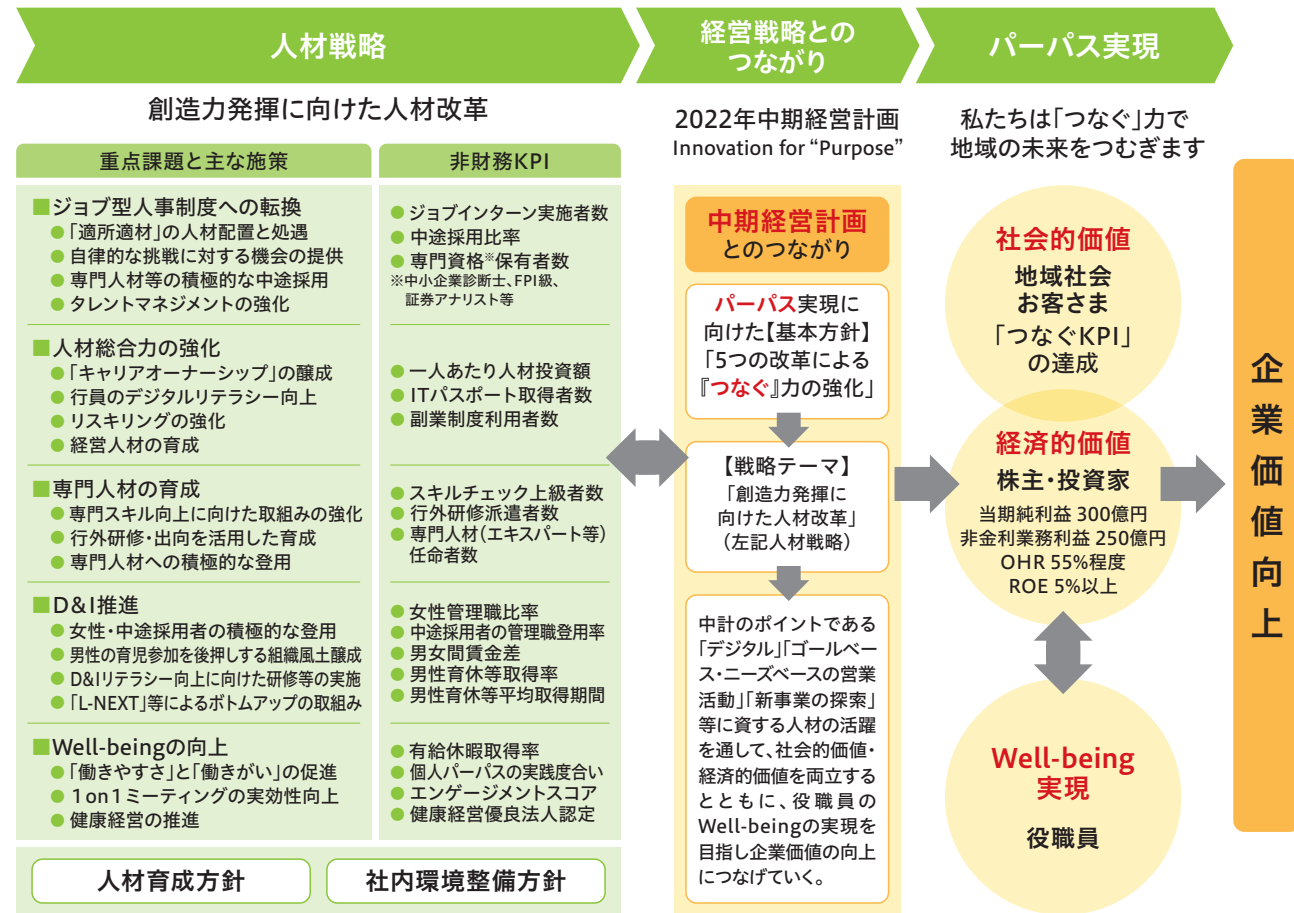 人材戦略
経営戦略との
つながり
パーパス実現
創造力発揮に向けた人材改革
重点課題と主な施策
非財務KPI
■ジョブ型人事制度への転換
●「適所適材」の人材配置と処遇
●自律的な挑戦に対する機会の提供
●専門人材等の積極的な中途採用
●タレントマネジメントの強化
●ジョブインターン実施者数
●中途採用比率
●専門資格※保有者数
※中小企業診断士、FPI級、
証券アナリスト等
■人材総合力の強化
●「キャリアオーナーシップ」の醸成
●行員のデジタルリテラシー向上
●リスキリングの強化
●経営人材の育成
●一人あたり人材投資額
●ITパスポート取得者数
●副業制度利用者数
■専門人材の育成
●専門スキル向上に向けた取組みの強化
●行外研修・出向を活用した育成
●専門人材への積極的な登用
●スキルチェック上級者数
●行外研修派遣者数
●専門人材（エキスパート等）
任命者数
■D&I推進
●女性・中途採用者の積極的な登用
●男性の育児参加を後押しする組織風土醸成
●D&Iリテラシー向上に向けた研修等の実施
●「L-NEXT」等によるボトムアップの取組み
●女性管理職比率
●中途採用者の管理職登用率
●男女間賃金差
●男性育休等取得率
●男性育休等平均取得期間
■Well-beingの向上
●「働きやすさ」と「働きがい」の促進
●1on1ミーティングの実効性向上
●健康経営の推進
●有給休暇取得率
●個人パーパスの実践度合い
●エンゲージメントスコア
●健康経営優良法人認定
人材育成方針
社内環境整備方針
2022年中期経営計画
Innovation for “Purpose”
中期経営計画
とのつながり
パーパス実現に
向けた【基本方針】
「5つの改革による
『つなぐ』力の強化」
【戦略テーマ】
「創造力発揮に
向けた人材改革」
（左記人材戦略）
中計のポイントである
「デジタル」「ゴールベー
ス・ニーズベースの営業
活動」「新事業の探索」
等に資する人材の活躍
を通して、社会的価値・
経済的価値を両立する
とともに、役職員の
Well-beingの実現を
目指し企業価値の向上
につなげていく。
私たちは「つなぐ」力で
地域の未来をつむぎます
社会的価値
地域社会
お客さま
「つなぐKPI」
の達成
経済的価値
株主・投資家
当期純利益 300億円
非金利業務利益 250億円
OHR 55%程度
ROE 5%以上
Well-being
実現
役職員
企業価値向上